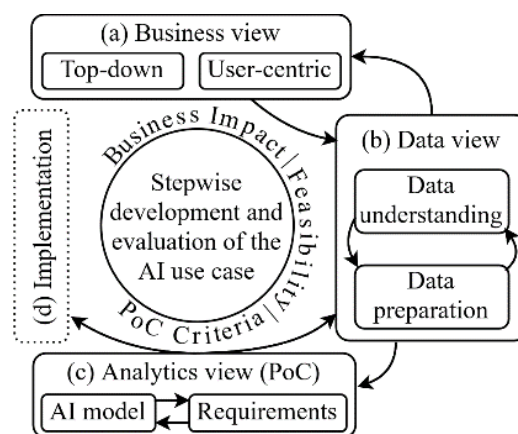 (a) Business view
Top-down
User-centric
Business Impact|Feasibility|
PoC Criteria|
Stepwise
development and
evaluation of the
AI use case
(b) Data view
Data
understanding
Data
preparation
(c) Analytics view (PoC)
AI model
Requirements
(d) Implementation